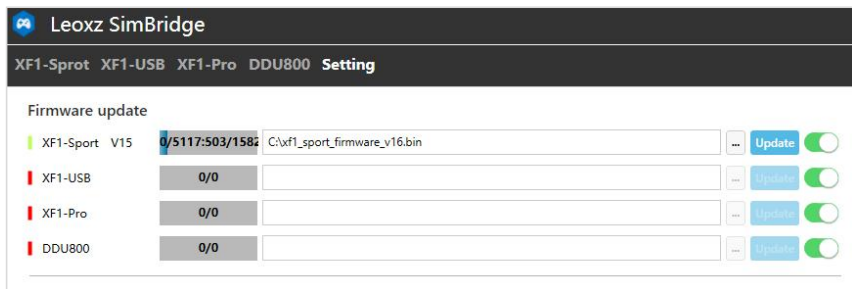 Leoxz SimBridge
XF1-Sprot XF1-USB XF1-Pro DDU800 Setting
Firmware update
XF1-Sport V15 0/5117:503/1582 C:\xf1_sport_firmware_v16.bin ... Update
XF1-USB 0/0 ... Update
XF1-Pro 0/0 ... Update
DDU800 0/0 ... Update